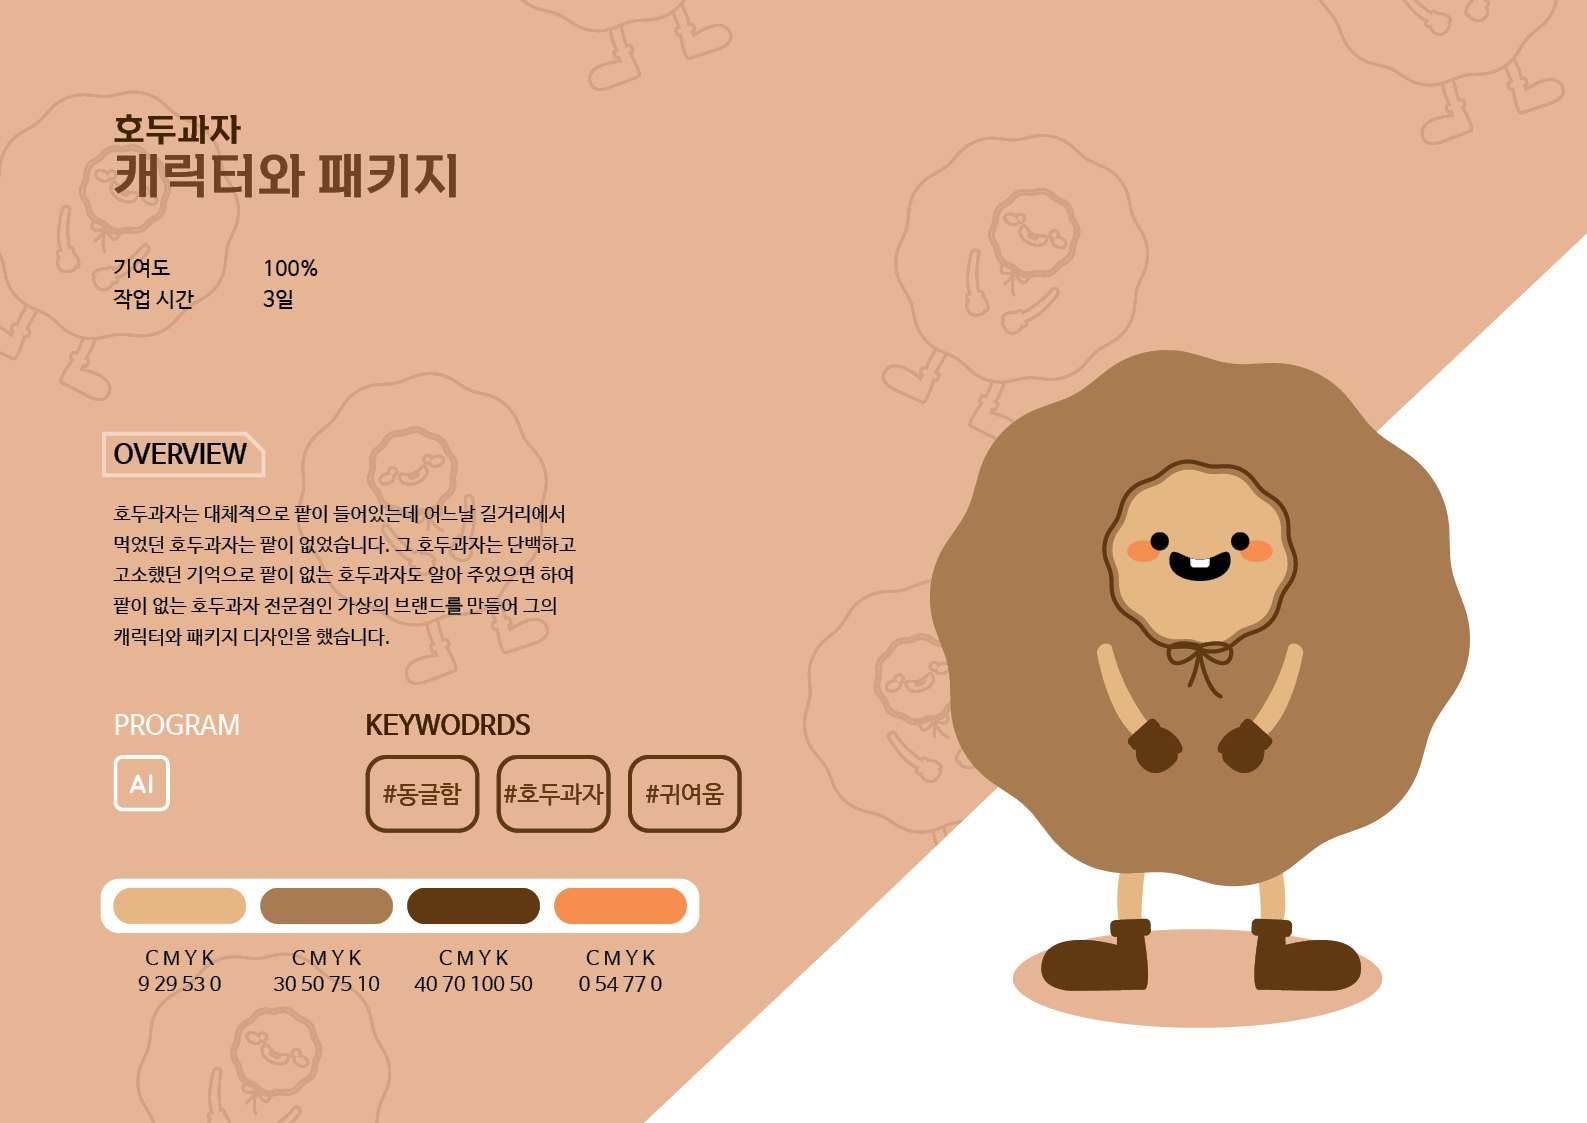 호두과자
캐릭터와 패키지
기여도 100%
작업 시간 3일
OVERVIEW
호두과자는 대체적으로 팥이 들어있는데 어느날 길거리에서
먹었던 호두과자는 팥이 없었습니다. 그 호두과자는 단백하고
고소했던 기억으로 팥이 없는 호두과자도 알아 주었으면 하여
팥이 없는 호두과자 전문점인 가상의 브랜드를 만들어 그의
캐릭터와 패키지 디자인을 했습니다.
PROGRAM
AI
KEYWODRDS
#동글함 #호두과자 #귀여움
C M Y K C M Y K C M Y K C M Y K
9 29 53 0 30 50 75 10 40 70 100 50 0 54 77 0